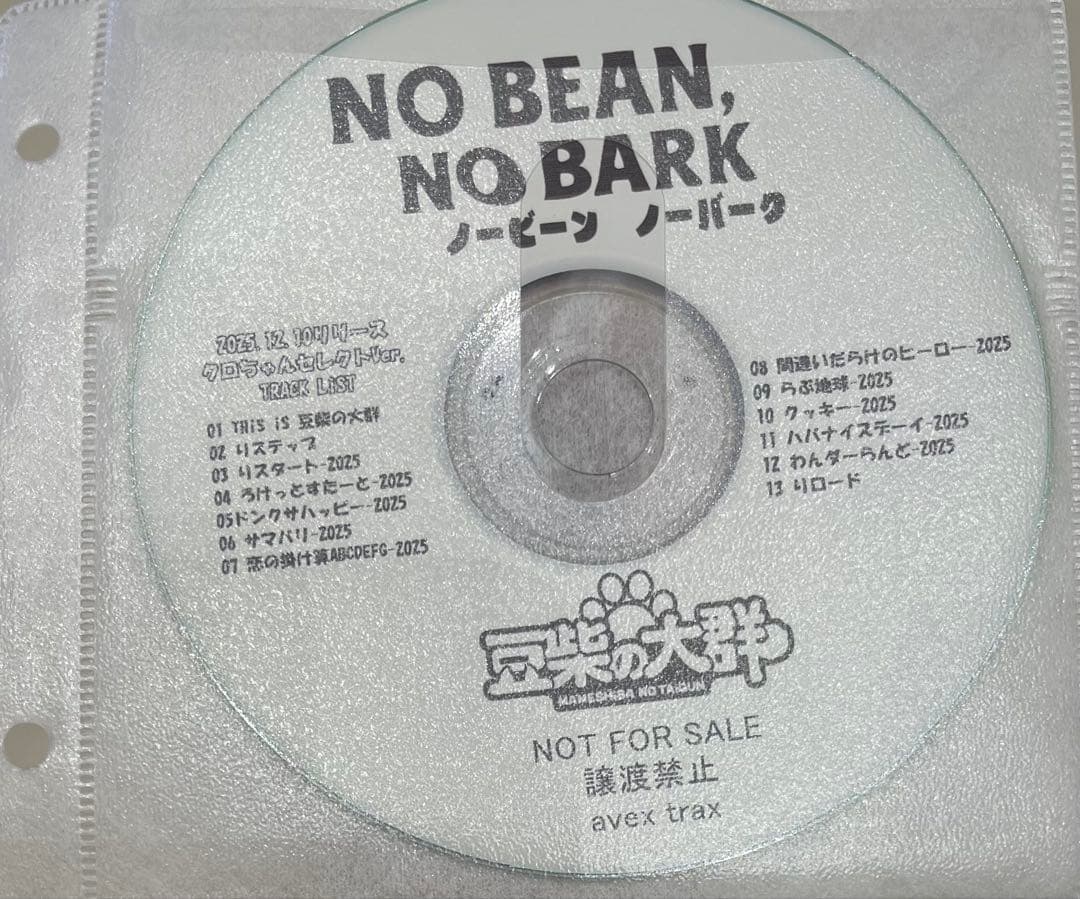 NO BEAN,
NO BARK
ノービーン ノーバーク
2025.12.10リリース
クロちゃんセレクトVer.
TRACK LiST
01 THiS iS 豆柴の大群
02 りステップ
03 りスタート-2025
04 ろけっとすたーと-2025
05ドンクサハッピー-2025
06 サマバリ-2025
07 恋の掛け算ABCDEFG-2025
08 間違いだらけのヒーロー-2025
09 らぶ地球-2025
10 クッキー-2025
11 ハバナイスデーイ-2025
12 わんダーらんど-2025
13 りロード
豆柴の大群
MAMESHiBA NO TAiGUN
NOT FOR SALE
譲渡禁止
avex trax